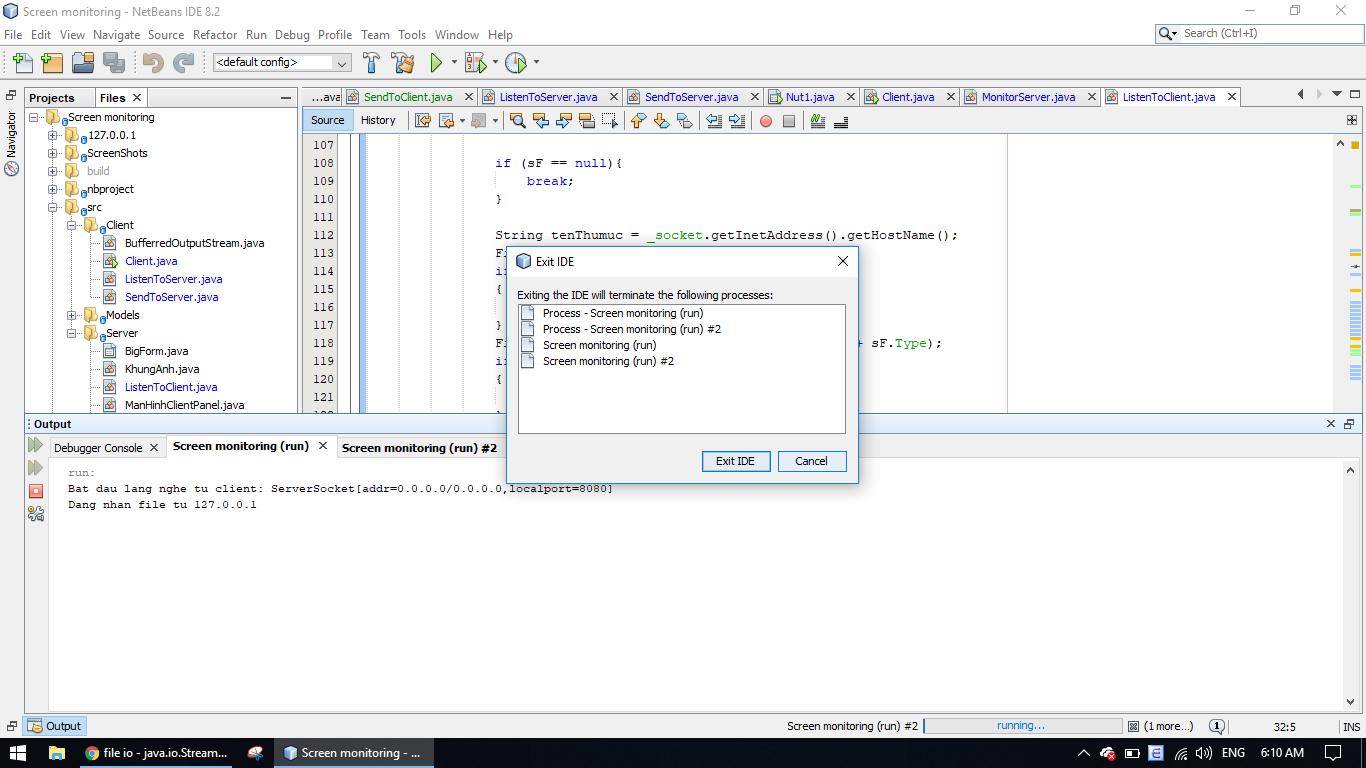 Screen monitoring - NetBeans IDE 8.2
File Edit View Navigate Source Refactor Run Debug Profile Team Tools Window Help
Search (Ctrl+I)
<default config>
Projects Files
...ava SendToClient.java ListenToServer.java SendToServer.java Nut1.java Client.java MonitorServer.java ListenToClient.java
Navigator
Source History
Screen monitoring
127.0.0.1
ScreenShots
build
nbproject
src
Client
BufferredOutputStream.java
Client.java
ListenToServer.java
SendToServer.java
Models
Server
BigForm.java
KhungAnh.java
ListenToClient.java
ManHinhClientPanel.java
107
108 if (sF == null){
109 break;
110 }
111
112 String tenThumuc = _socket.getInetAddress().getHostName();
113 Fi
114 if
115 {
116
117 }
118 Fi + sF.Type);
119 if
120 {
121
Exit IDE
Exiting the IDE will terminate the following processes:
Process - Screen monitoring (run)
Process - Screen monitoring (run) #2
Screen monitoring (run)
Screen monitoring (run) #2
Exit IDE Cancel
Output
Debugger Console Screen monitoring (run) Screen monitoring (run) #2
run:
Bat dau lang nghe tu client: ServerSocket[addr=0.0.0.0/0.0.0.0,localport=8080]
Dang nhan file tu 127.0.0.1
Output
Screen monitoring (run) #2 running... (1 more...) 1 32:5 INS
file io - java.io.Stream... Screen monitoring - ... ENG 6:10 AM